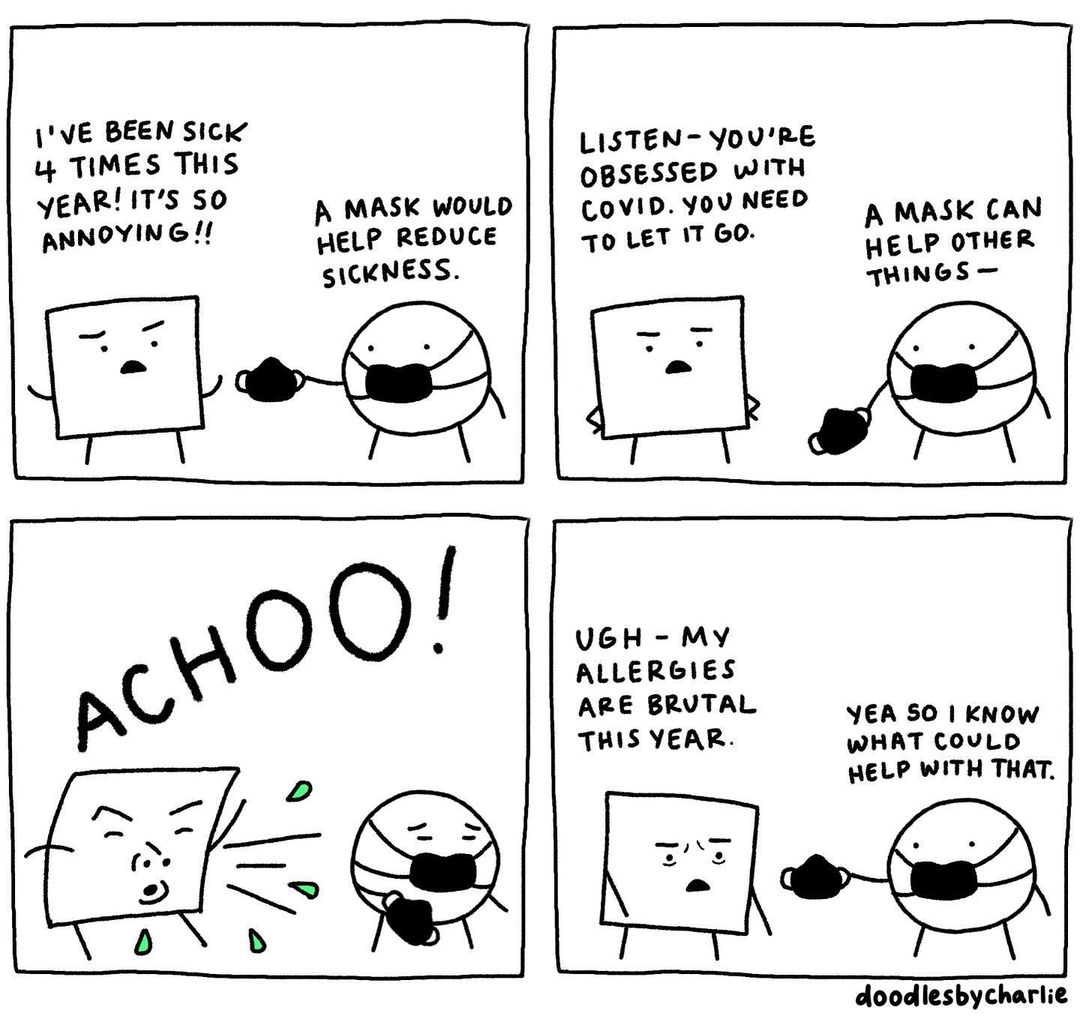 I'VE BEEN SICK
4 TIMES THIS
YEAR! IT'S SO
ANNOYING!!
A MASK WOULD
HELP REDUCE
SICKNESS.
LISTEN - YOU'RE
OBSESSED WITH
COVID. YOU NEED
TO LET IT GO.
A MASK CAN
HELP OTHER
THINGS —
ACHOO!
UGH - MY
ALLERGIES
ARE BRUTAL
THIS YEAR.
YEA SO I KNOW
WHAT COULD
HELP WITH THAT.
doodlesbycharlie